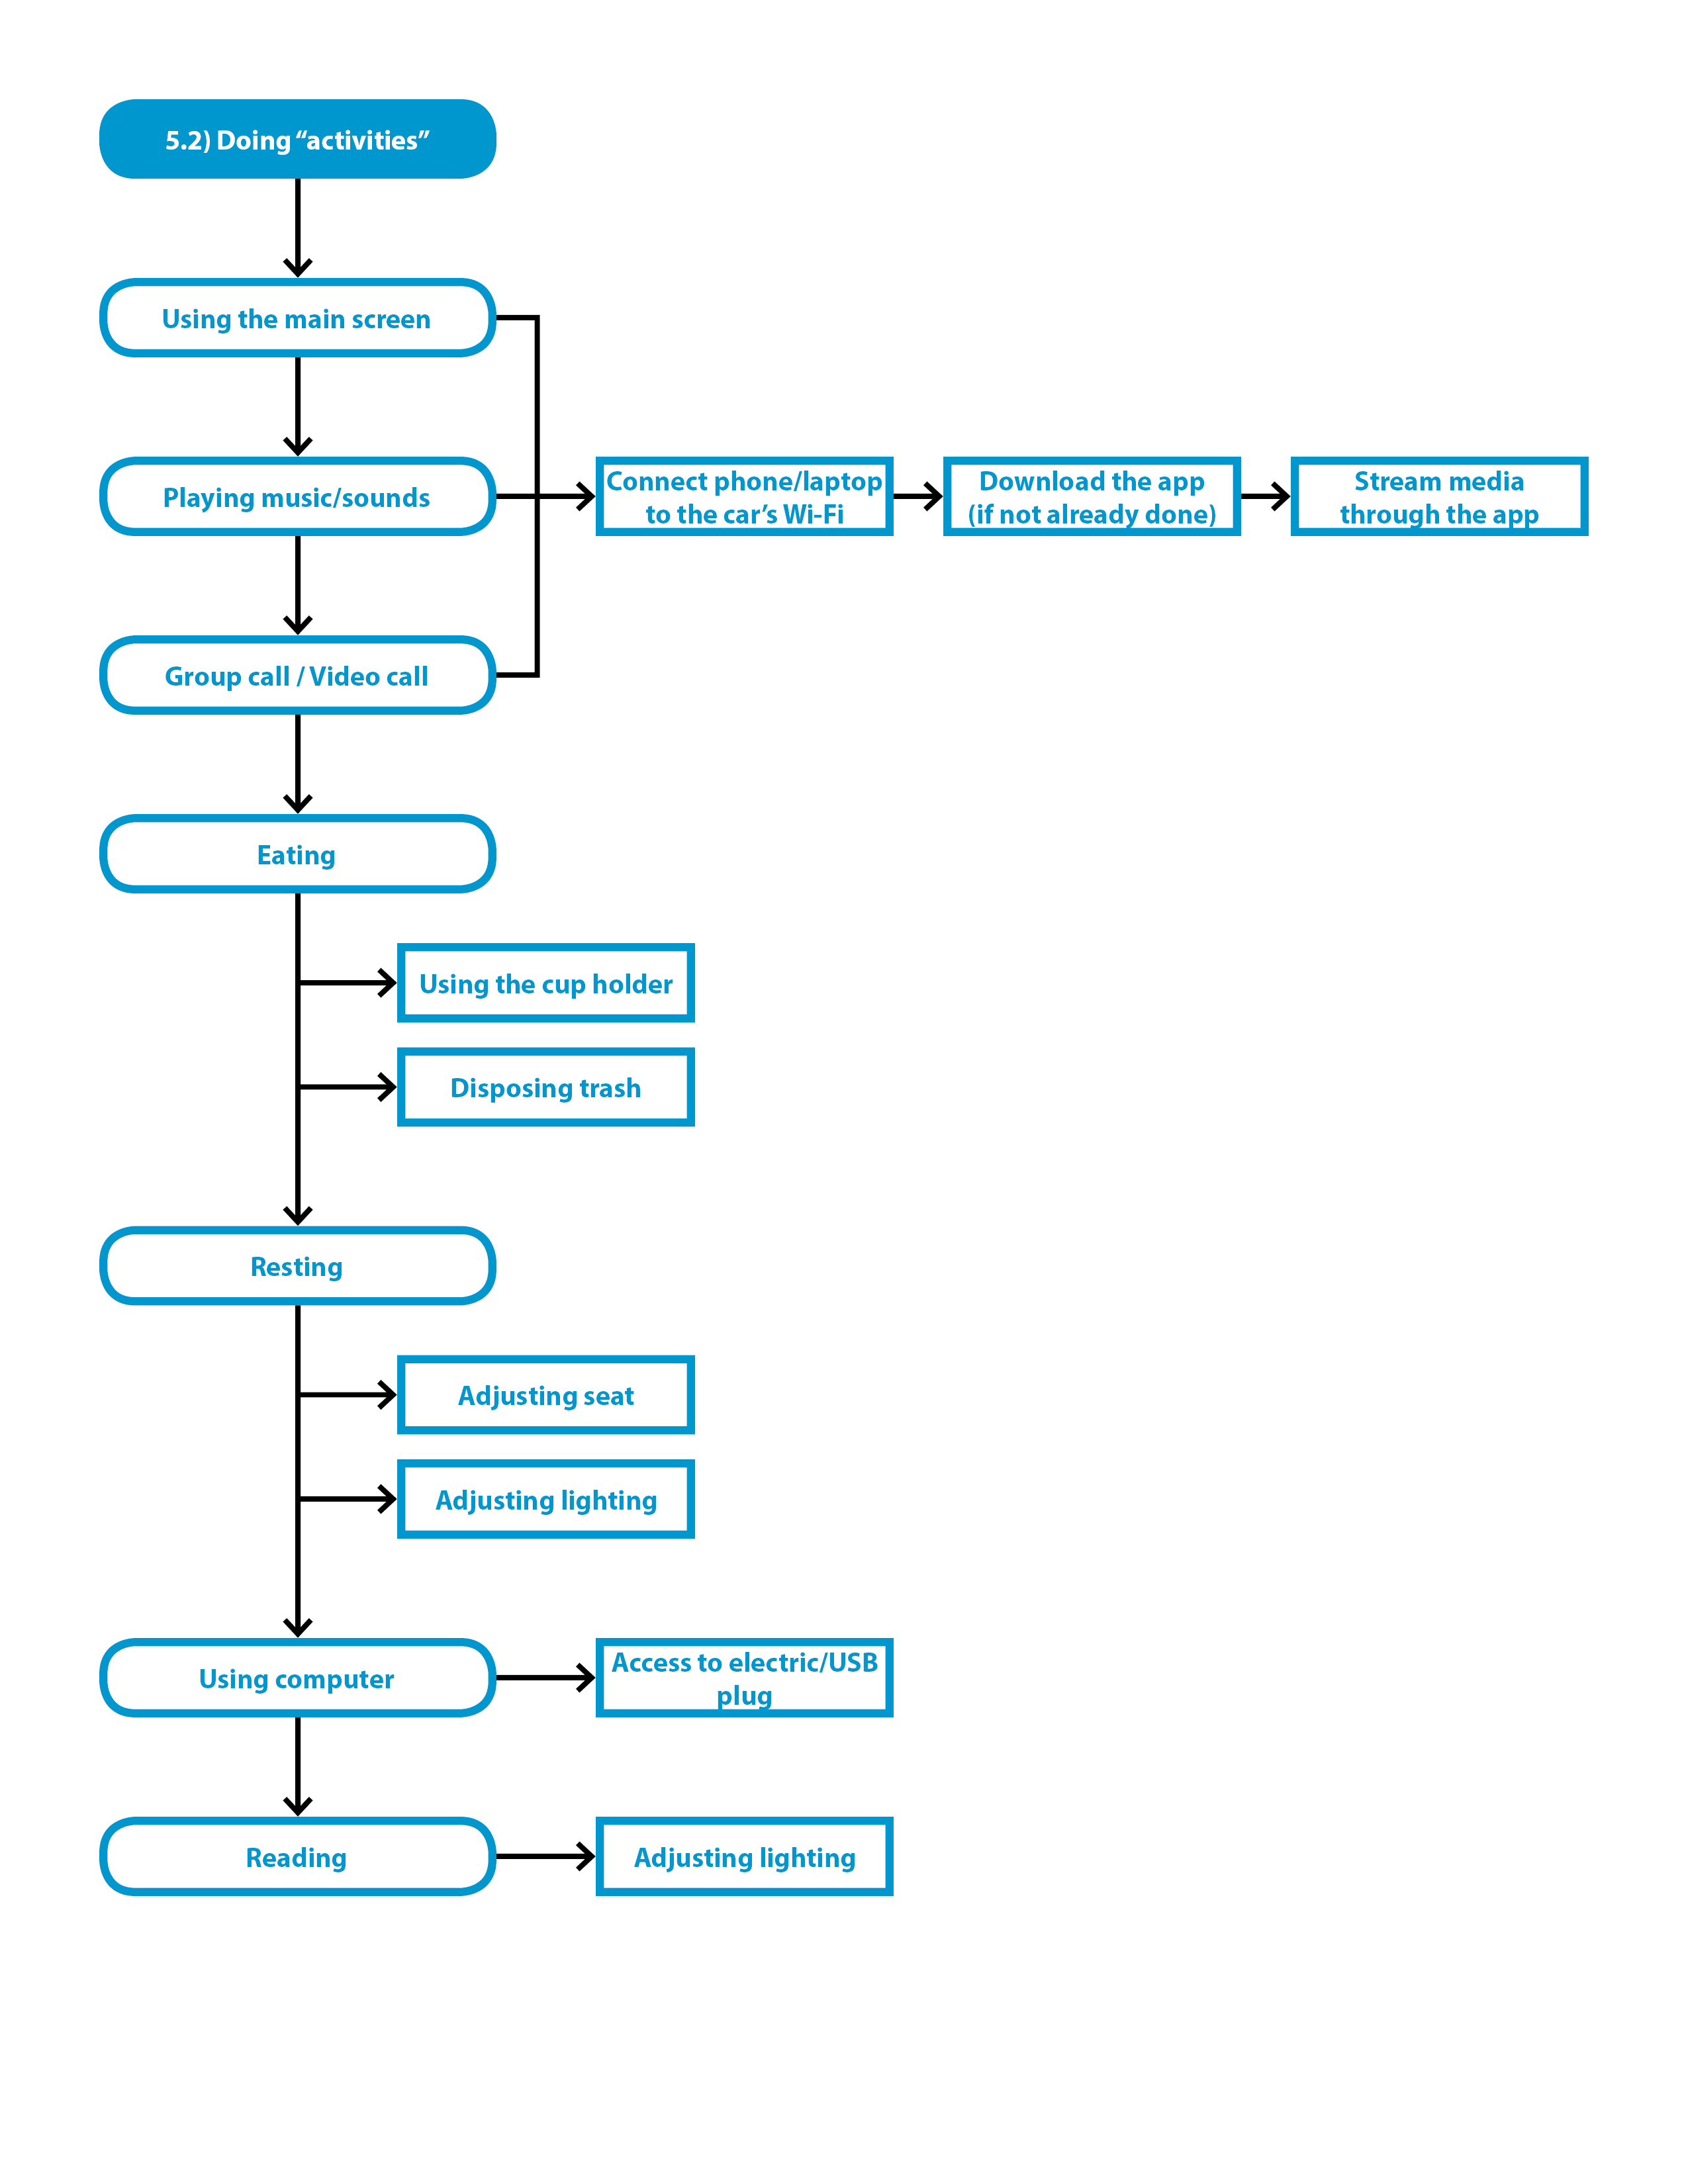 5.2) Doing “activities”
Using the main screen
Playing music/sounds
Connect phone/laptop
to the car’s Wi-Fi
Download the app
(if not already done)
Stream media
through the app
Group call / Video call
Eating
Using the cup holder
Disposing trash
Resting
Adjusting seat
Adjusting lighting
Using computer
Access to electric/USB
plug
Reading
Adjusting lighting